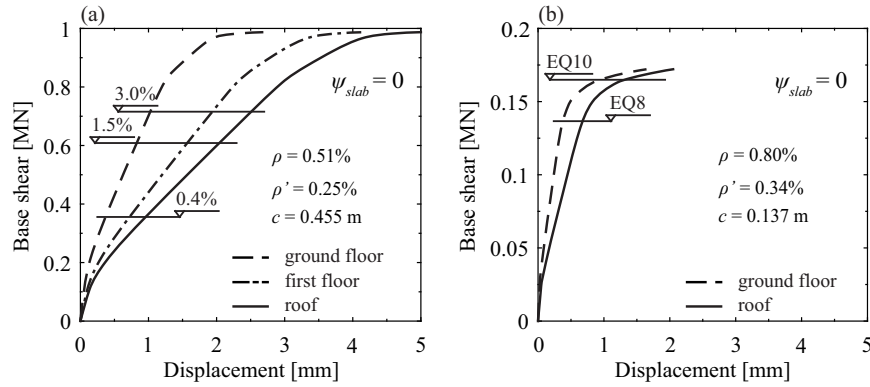 (a)
1
0.8
0.6
0.4
0.2
0
Base shear [MN]
3.0%
1.5%
0.4%
ψslab = 0
ρ = 0.51%
ρ’ = 0.25%
c = 0.455 m
ground floor
first floor
roof
0 1 2 3 4 5
Displacement [mm]
(b)
0.2
0.15
0.1
0.05
0
Base shear [MN]
EQ10
EQ8
ψslab = 0
ρ = 0.80%
ρ’ = 0.34%
c = 0.137 m
ground floor
roof
0 1 2 3 4 5
Displacement [mm]